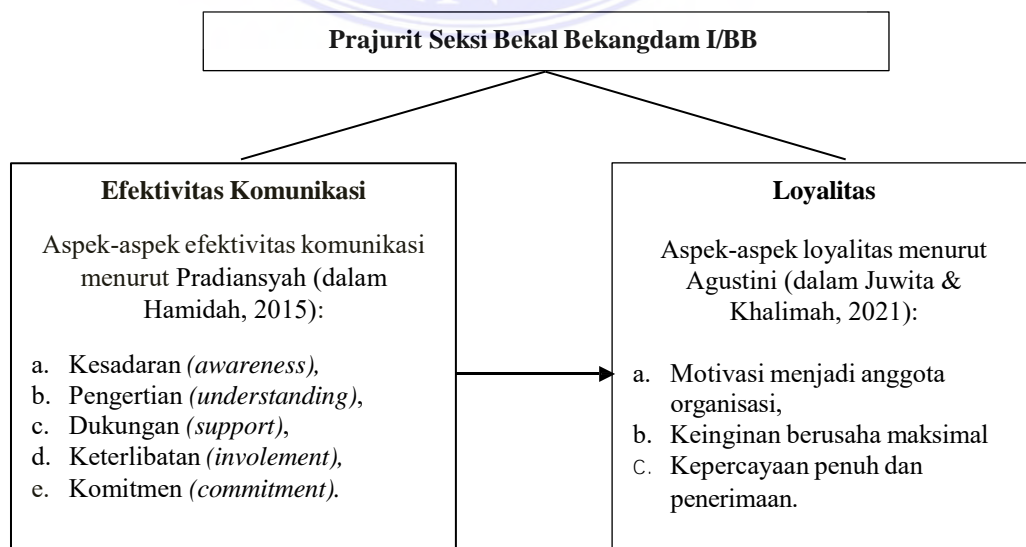 Prajurit Seksi Bekal Bekangdam I/BB
Efektivitas Komunikasi
Aspek-aspek efektivitas komunikasi
menurut Pradiansyah (dalam
Hamidah, 2015):
a. Kesadaran (awareness),
b. Pengertian (understanding),
c. Dukungan (support),
d. Keterlibatan (involement),
e. Komitmen (commitment).
Loyalitas
Aspek-aspek loyalitas menurut
Agustini (dalam Juwita &
Khalimah, 2021):
a. Motivasi menjadi anggota
organisasi,
b. Keinginan berusaha maksimal
c. Kepercayaan penuh dan
penerimaan.